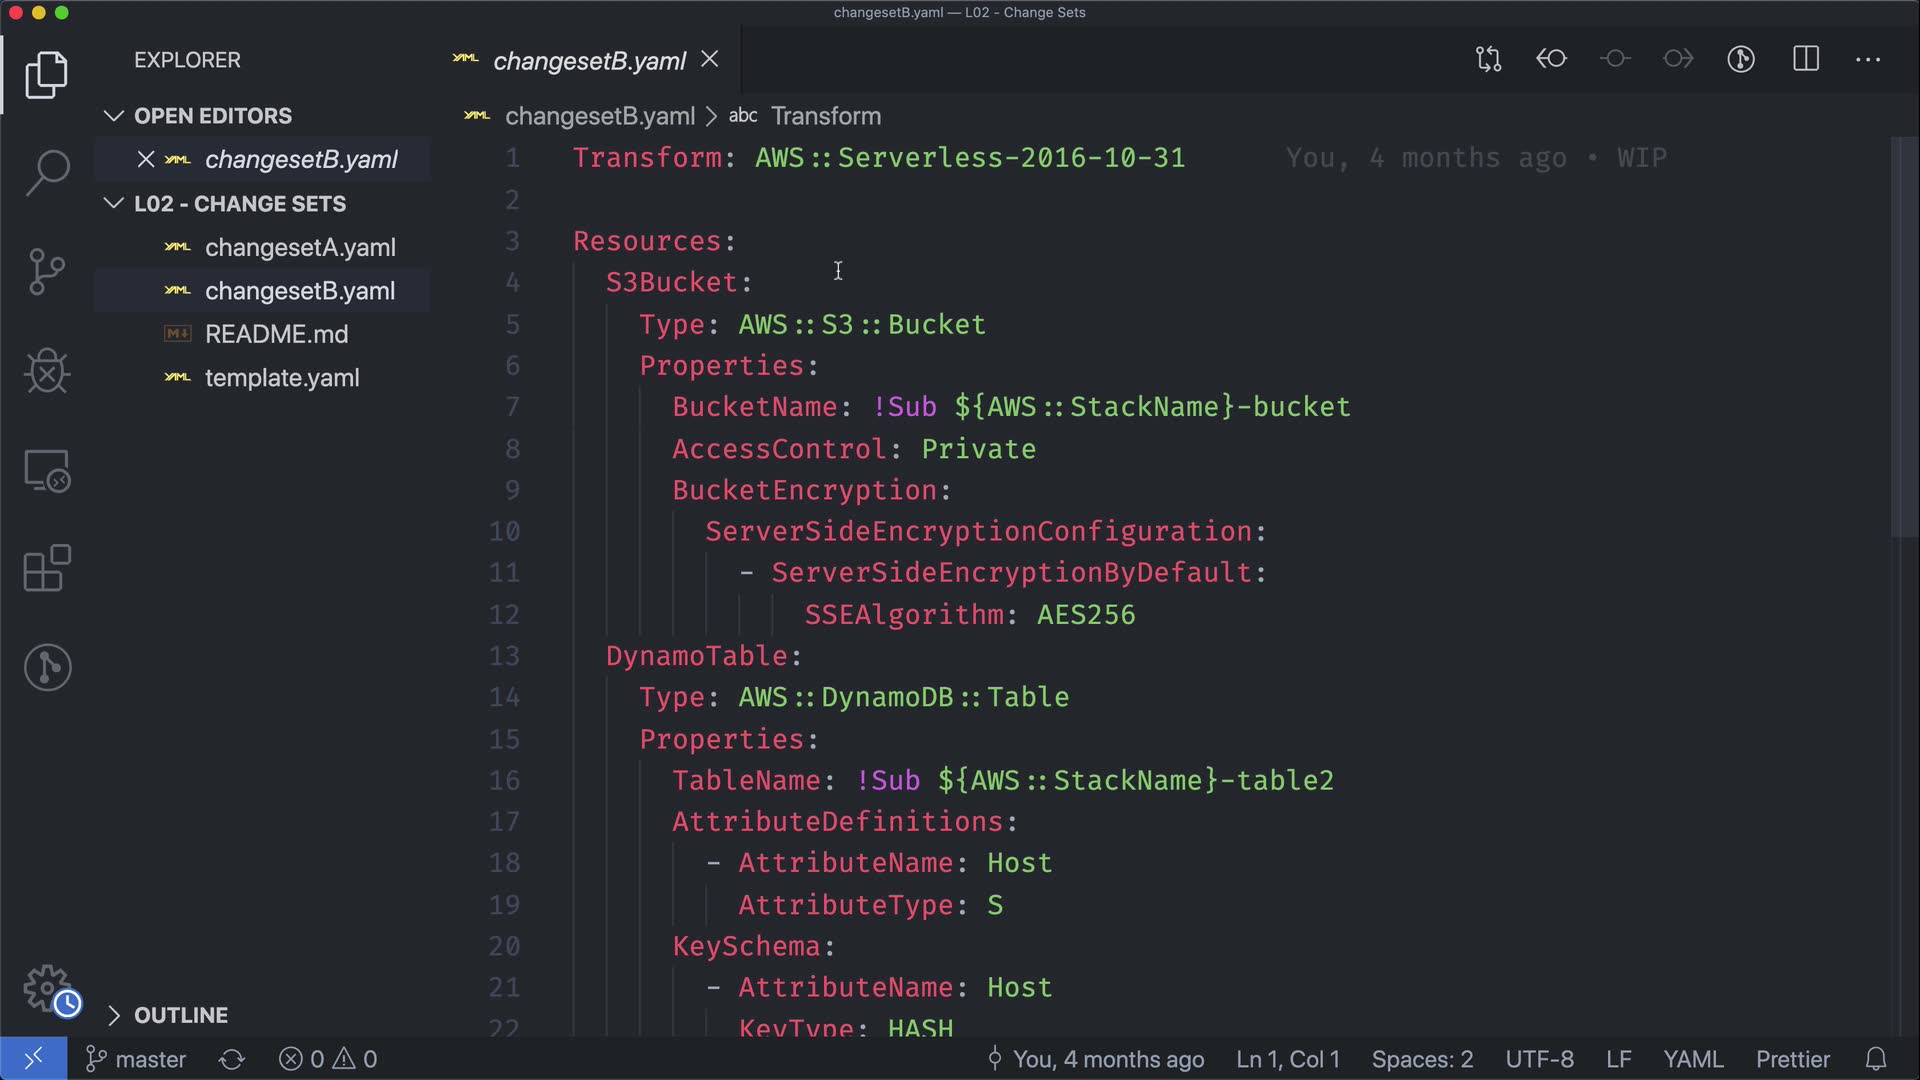 changesetB.yaml — L02 - Change Sets
EXPLORER
OPEN EDITORS
changesetB.yaml
L02 - CHANGE SETS
changesetA.yaml
changesetB.yaml
README.md
template.yaml
OUTLINE
changesetB.yaml
changesetB.yaml > abc Transform
1 Transform: AWS::Serverless-2016-10-31 You, 4 months ago • WIP
2
3 Resources:
4 S3Bucket:
5 Type: AWS::S3::Bucket
6 Properties:
7 BucketName: !Sub ${AWS::StackName}-bucket
8 AccessControl: Private
9 BucketEncryption:
10 ServerSideEncryptionConfiguration:
11 - ServerSideEncryptionByDefault:
12 SSEAlgorithm: AES256
13 DynamoTable:
14 Type: AWS::DynamoDB::Table
15 Properties:
16 TableName: !Sub ${AWS::StackName}-table2
17 AttributeDefinitions:
18 - AttributeName: Host
19 AttributeType: S
20 KeySchema:
21 - AttributeName: Host
22 KeyType: HASH
master 0 0 You, 4 months ago Ln 1, Col 1 Spaces: 2 UTF-8 LF YAML Prettier